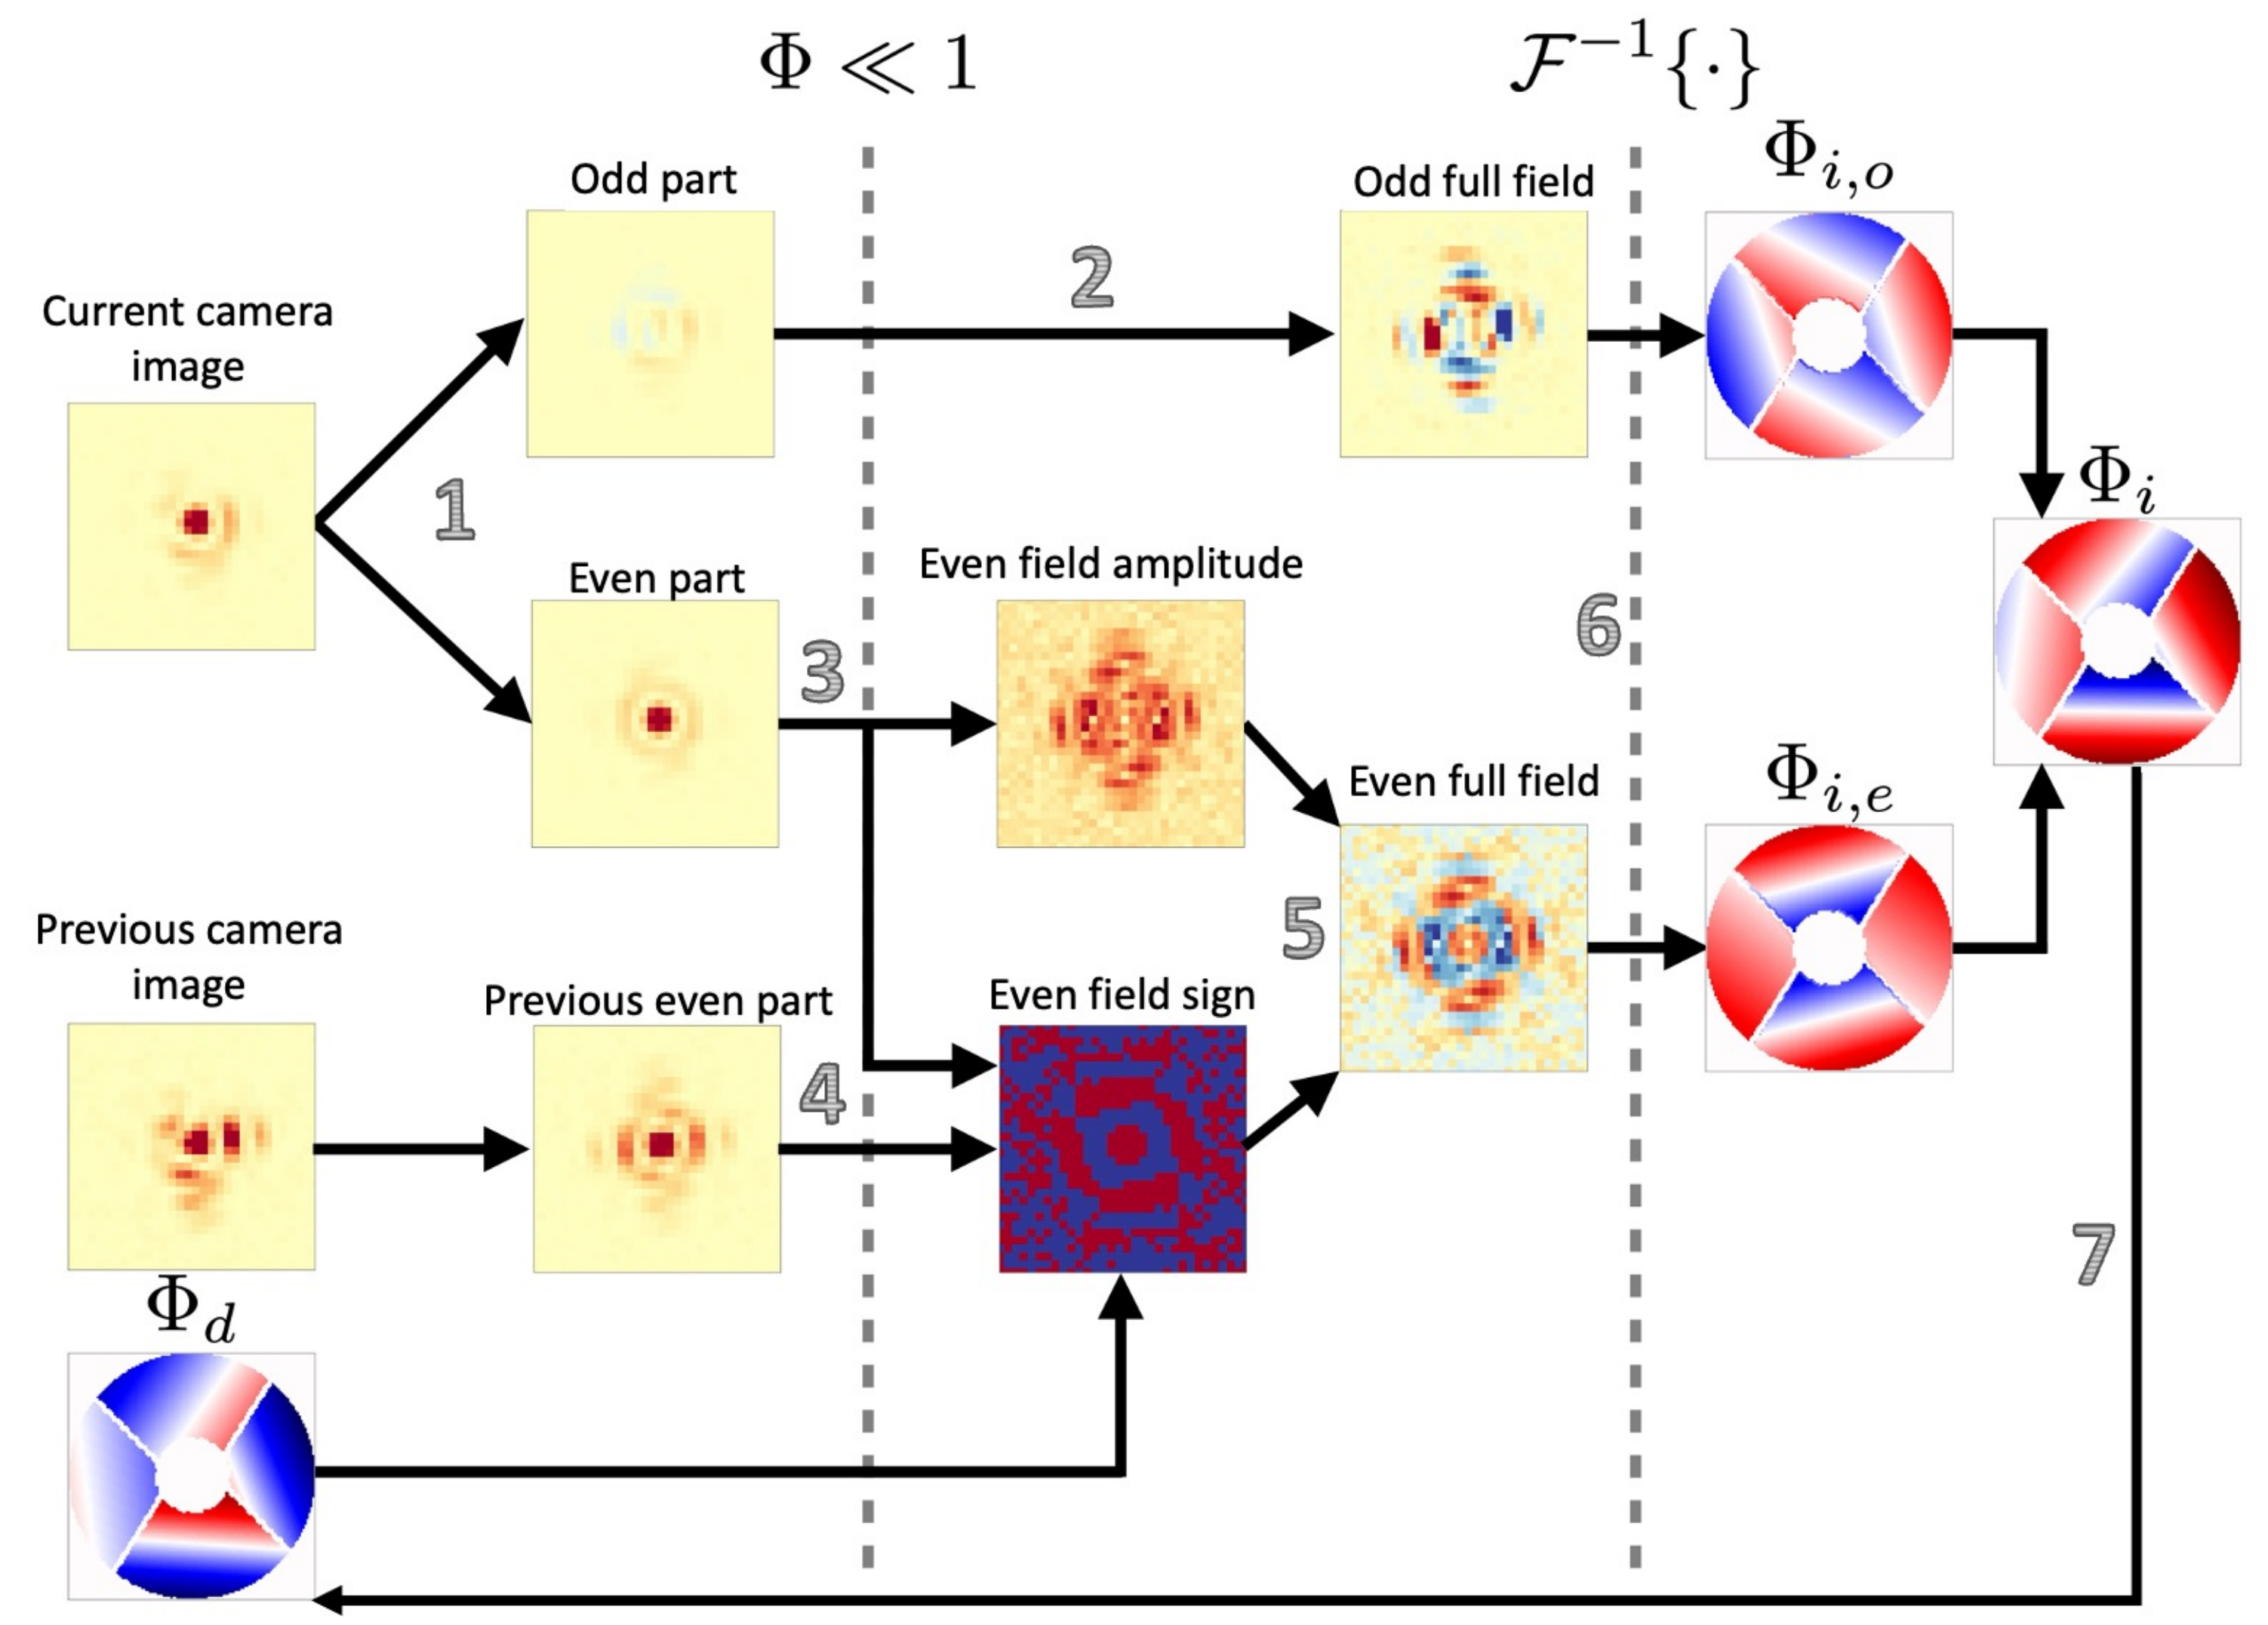 Φ ≪ 1
ℱ⁻¹{·}
Odd part
Odd full field
Φᵢ,ₒ
Current camera
image
2
1
Φᵢ
Even part
Even field amplitude
3
6
Even full field
Φᵢ,ₑ
Previous camera
image
Previous even part
Even field sign
5
4
7
Φ_d